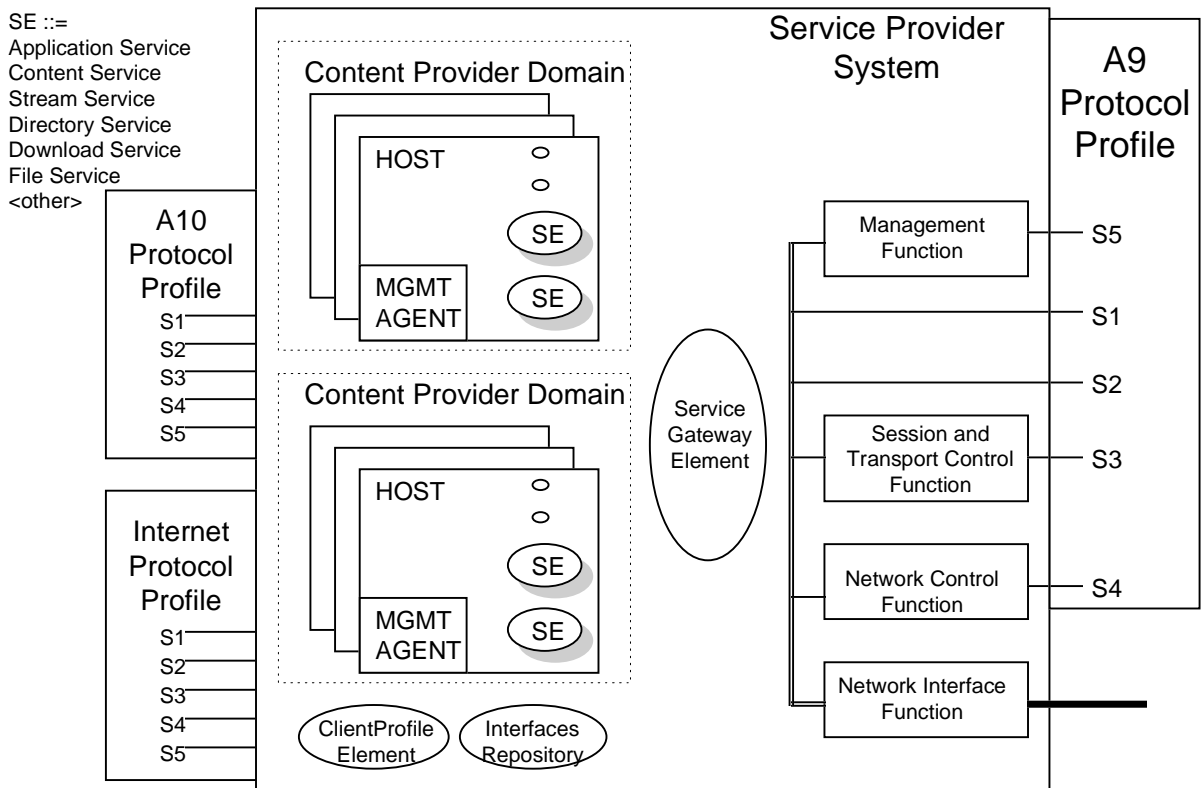 SE ::=
Application Service
Content Service
Stream Service
Directory Service
Download Service
File Service
<other>
A10
Protocol
Profile
S1
S2
S3
S4
S5
Internet
Protocol
Profile
S1
S2
S3
S4
S5
Content Provider Domain
HOST
SE
SE
MGMT
AGENT
Content Provider Domain
HOST
SE
SE
MGMT
AGENT
ClientProfile
Element
Interfaces
Repository
Service
Gateway
Element
Service Provider
System
Management
Function
Session and
Transport Control
Function
Network Control
Function
Network Interface
Function
A9
Protocol
Profile
S5
S1
S2
S3
S4